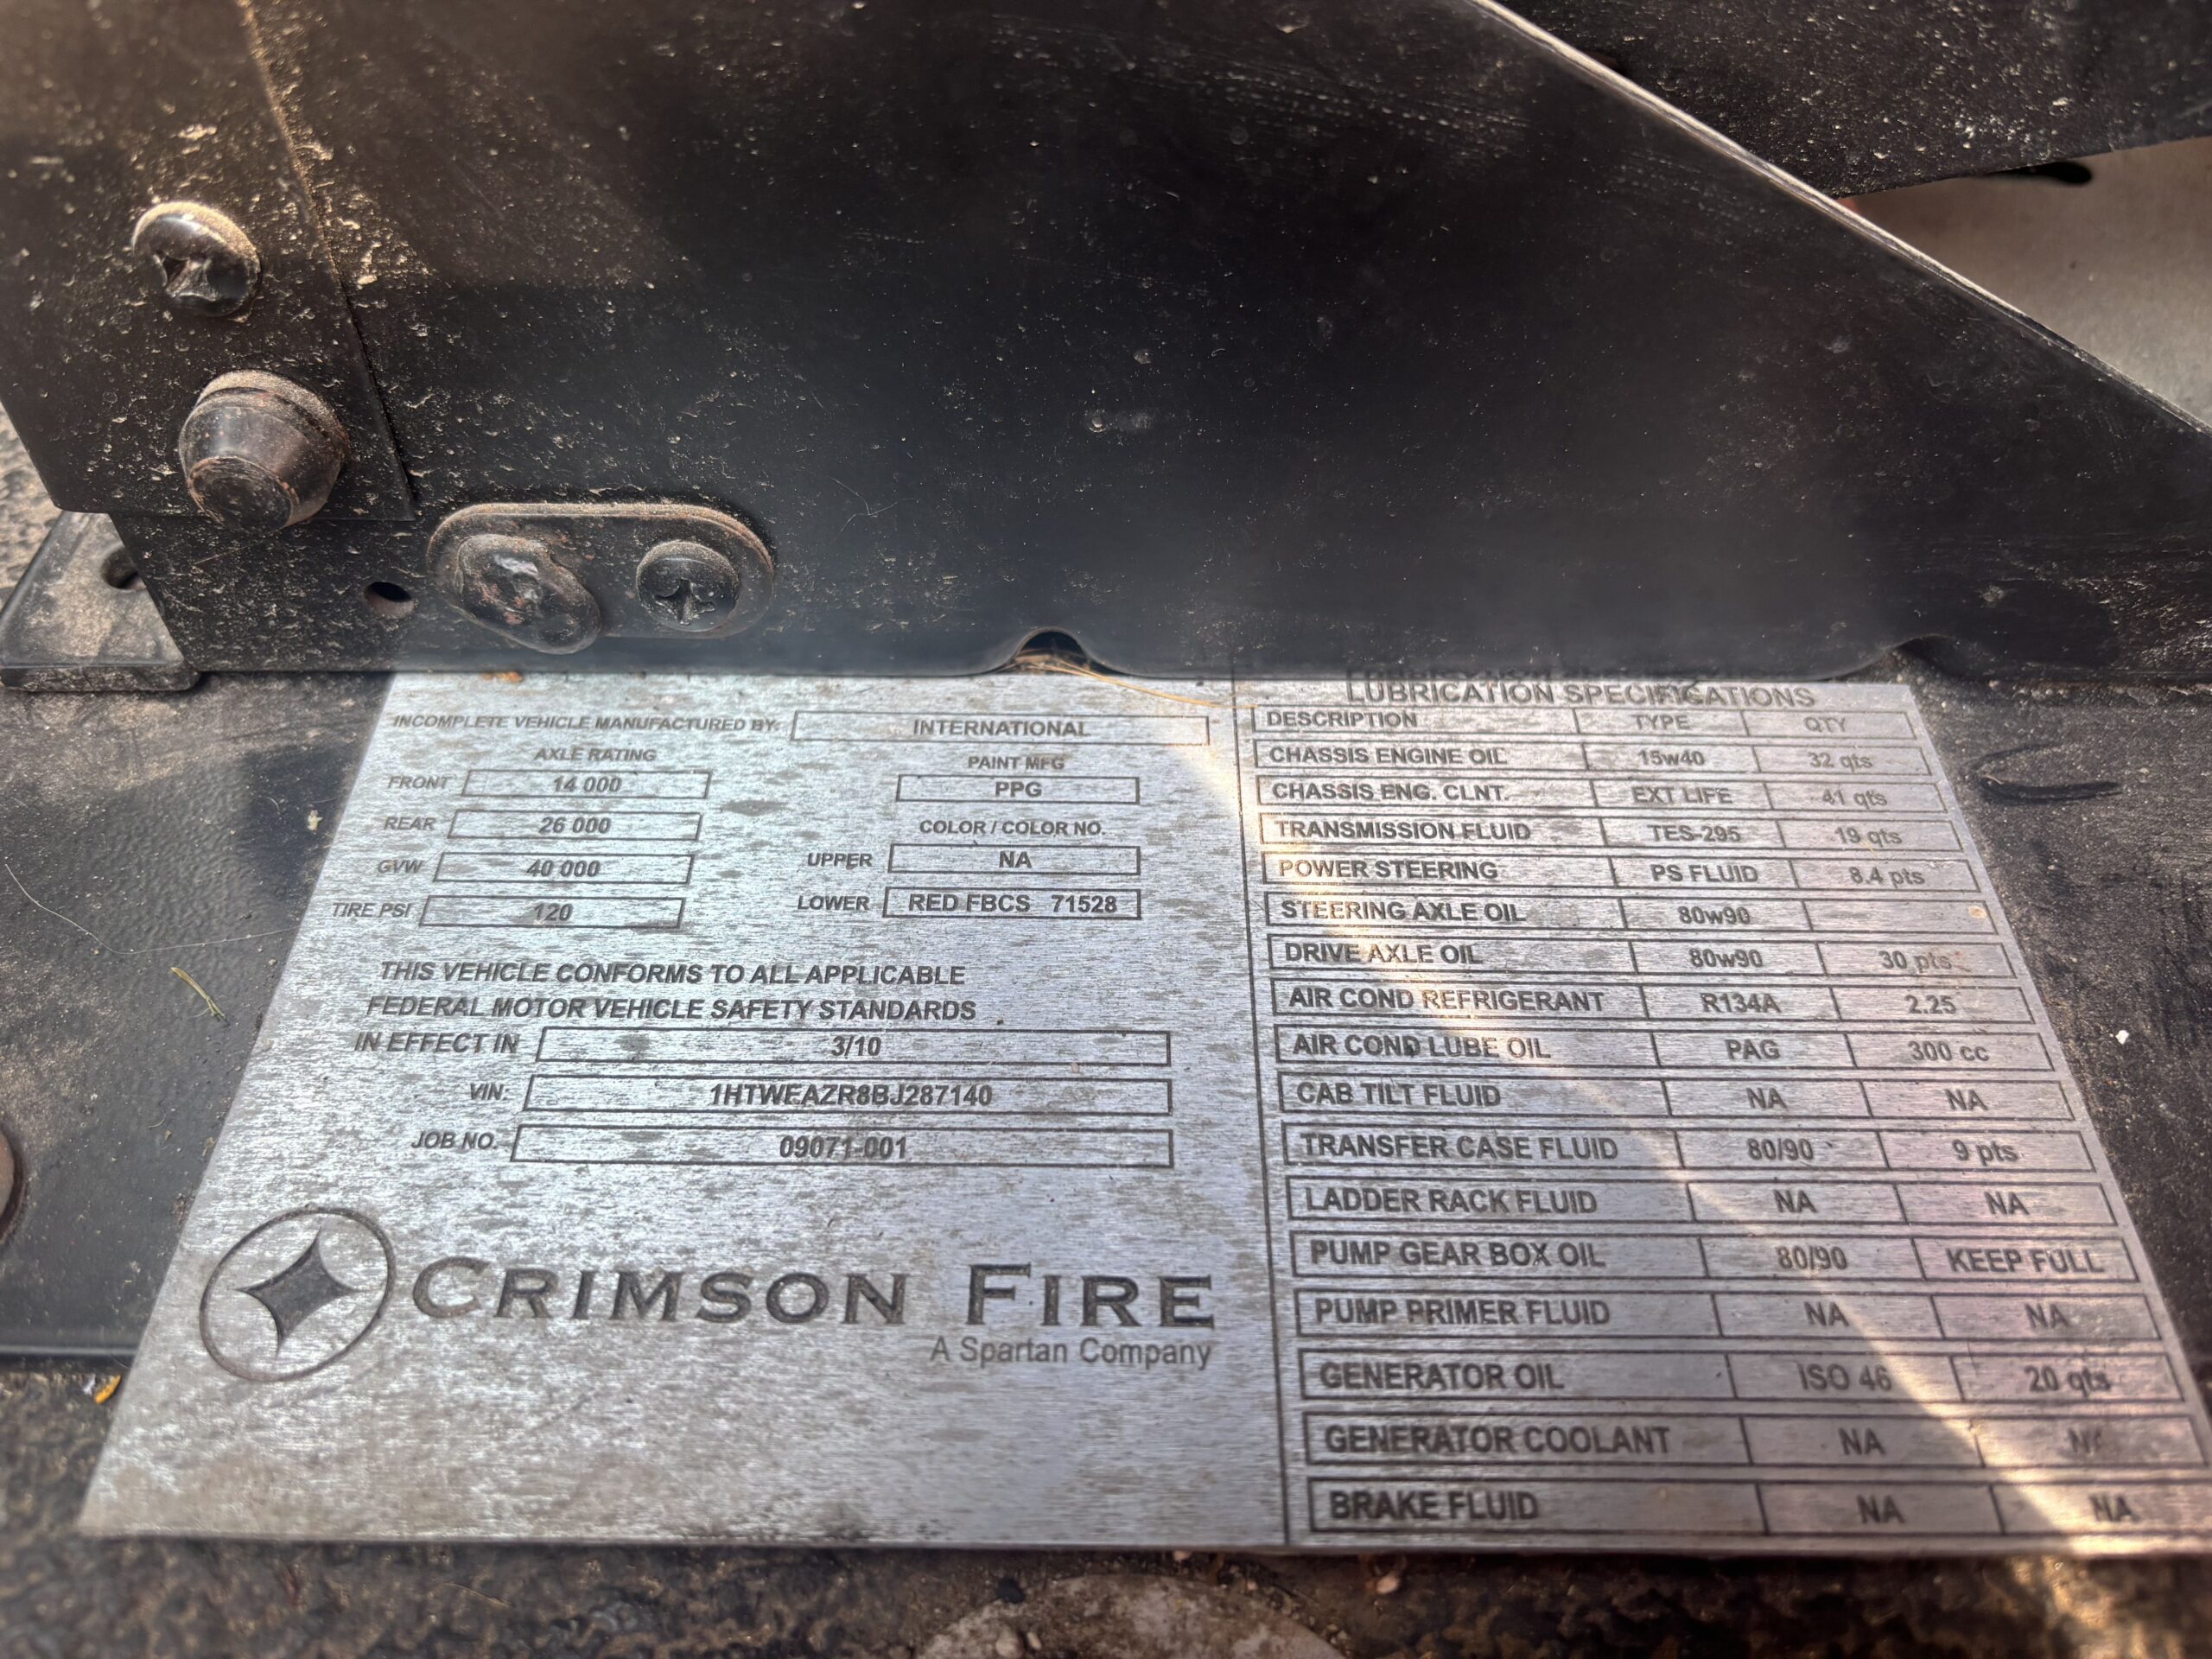 INCOMPLETE VEHICLE MANUFACTURED BY: INTERNATIONAL
AXLE RATING
FRONT 14 000
REAR 26 000
GVW 40 000
TIRE PSI 120
PAINT MFG
PPG
COLOR / COLOR NO.
UPPER NA
LOWER RED FBCS 71528
THIS VEHICLE CONFORMS TO ALL APPLICABLE
FEDERAL MOTOR VEHICLE SAFETY STANDARDS
IN EFFECT IN 3/10
VIN: 1HTWEAZR8BJ287140
JOB NO. 09071-001
CRIMSON FIRE
A Spartan Company
LUBRICATION SPECIFICATIONS
DESCRIPTION TYPE QTY
CHASSIS ENGINE OIL 15w40 32 qts
CHASSIS ENG. CLNT. EXT LIFE 41 qts
TRANSMISSION FLUID TES-295 19 qts
POWER STEERING PS FLUID 8.4 pts
STEERING AXLE OIL 80w90
DRIVE AXLE OIL 80w90 30 pts
AIR COND REFRIGERANT R134A 2.25
AIR COND LUBE OIL PAG 300 cc
CAB TILT FLUID NA NA
TRANSFER CASE FLUID 80/90 9 pts
LADDER RACK FLUID NA NA
PUMP GEAR BOX OIL 80/90 KEEP FULL
PUMP PRIMER FLUID NA NA
GENERATOR OIL ISO 46 20 qts
GENERATOR COOLANT NA NA
BRAKE FLUID NA NA